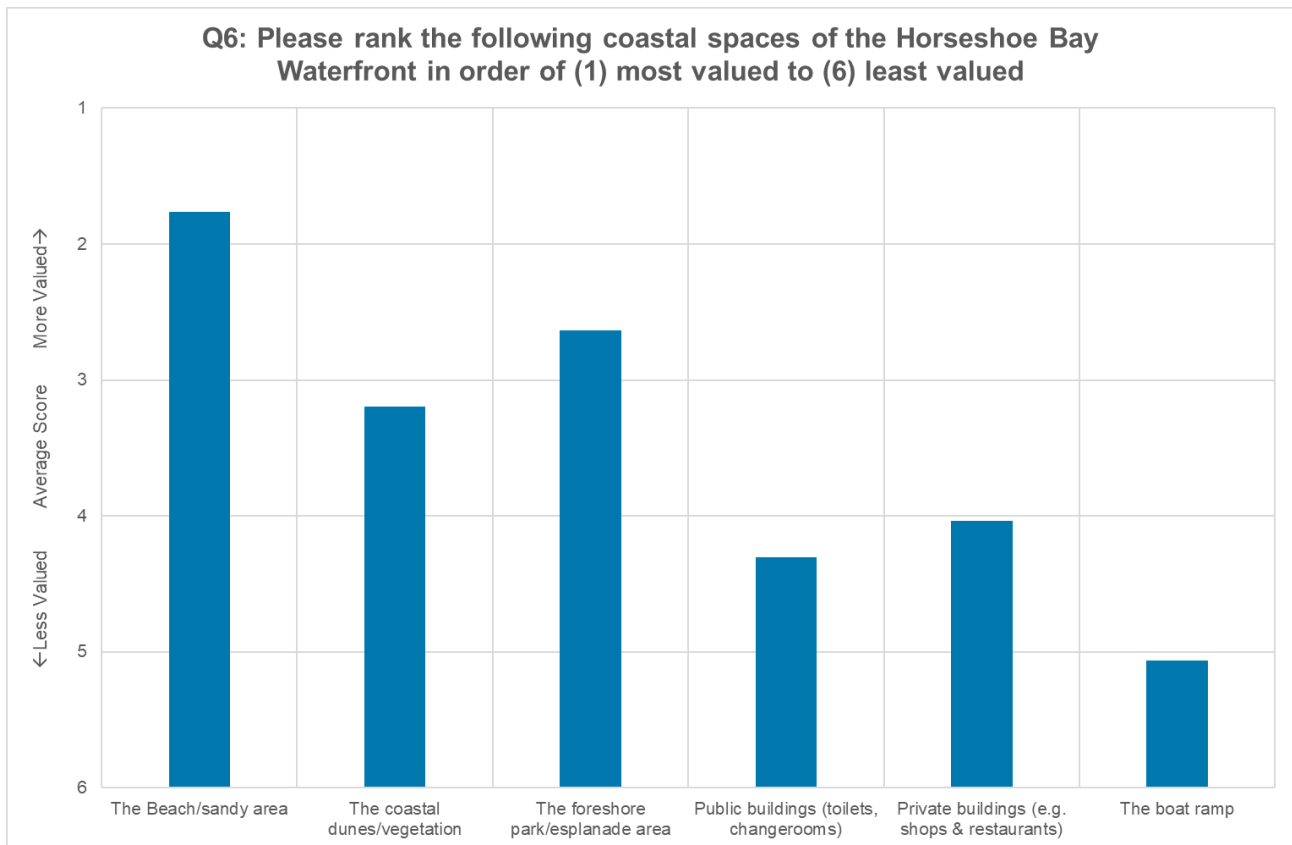 Q6: Please rank the following coastal spaces of the Horseshoe Bay
Waterfront in order of (1) most valued to (6) least valued
1
2
3
4
5
6
←Less Valued    Average Score    More Valued→
The Beach/sandy area
The coastal
dunes/vegetation
The foreshore
park/esplanade area
Public buildings (toilets,
changerooms)
Private buildings (e.g.
shops & restaurants)
The boat ramp